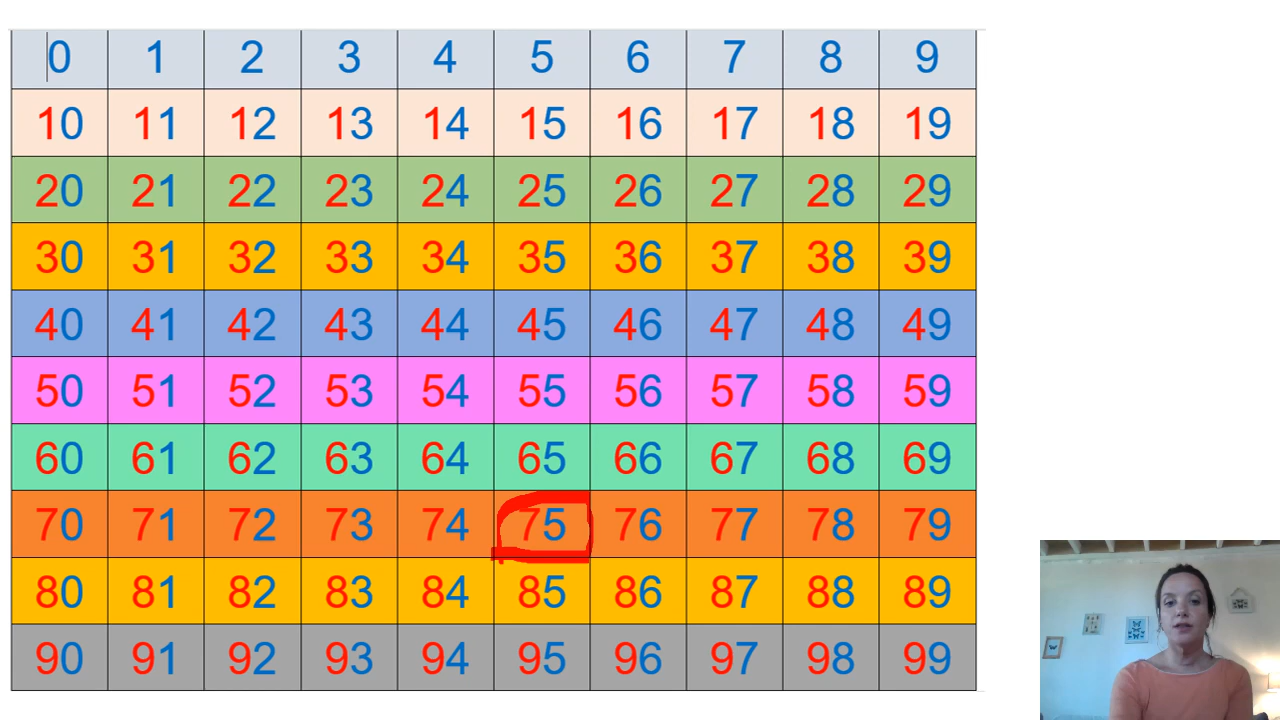 0 1 2 3 4 5 6 7 8 9
10 11 12 13 14 15 16 17 18 19
20 21 22 23 24 25 26 27 28 29
30 31 32 33 34 35 36 37 38 39
40 41 42 43 44 45 46 47 48 49
50 51 52 53 54 55 56 57 58 59
60 61 62 63 64 65 66 67 68 69
70 71 72 73 74 75 76 77 78 79
80 81 82 83 84 85 86 87 88 89
90 91 92 93 94 95 96 97 98 99